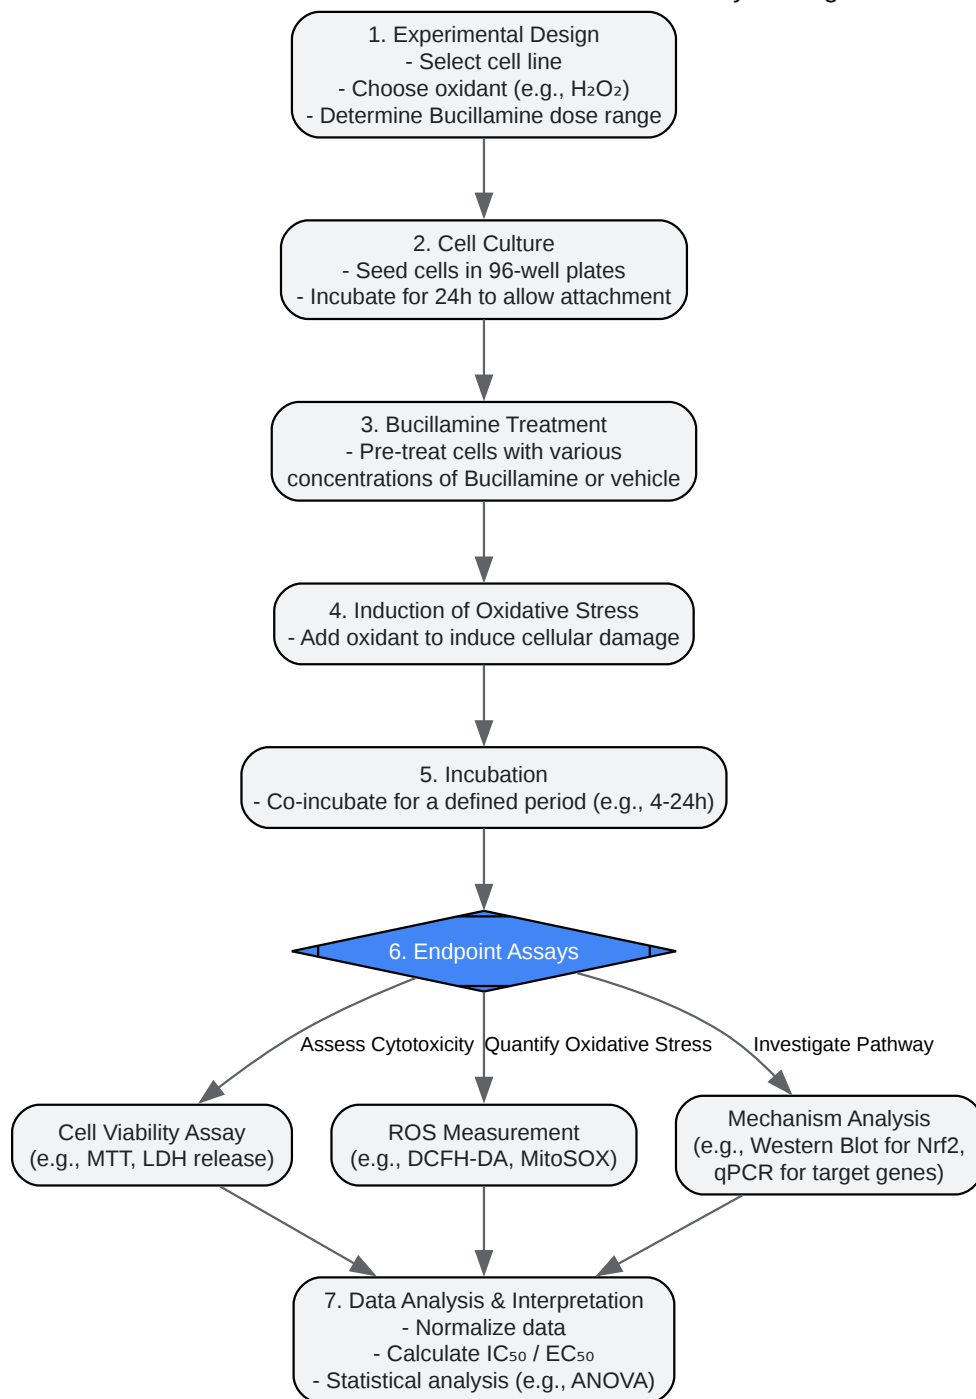 1. Experimental Design
- Select cell line
- Choose oxidant (e.g., H₂O₂)
- Determine Bucillamine dose range
2. Cell Culture
- Seed cells in 96-well plates
- Incubate for 24h to allow attachment
3. Bucillamine Treatment
- Pre-treat cells with various
concentrations of Bucillamine or vehicle
4. Induction of Oxidative Stress
- Add oxidant to induce cellular damage
5. Incubation
- Co-incubate for a defined period (e.g., 4-24h)
6. Endpoint Assays
Assess Cytotoxicity
Quantify Oxidative Stress
Investigate Pathway
Cell Viability Assay
(e.g., MTT, LDH release)
ROS Measurement
(e.g., DCFH-DA, MitoSOX)
Mechanism Analysis
(e.g., Western Blot for Nrf2,
qPCR for target genes)
7. Data Analysis & Interpretation
- Normalize data
- Calculate IC₅₀ / EC₅₀
- Statistical analysis (e.g., ANOVA)